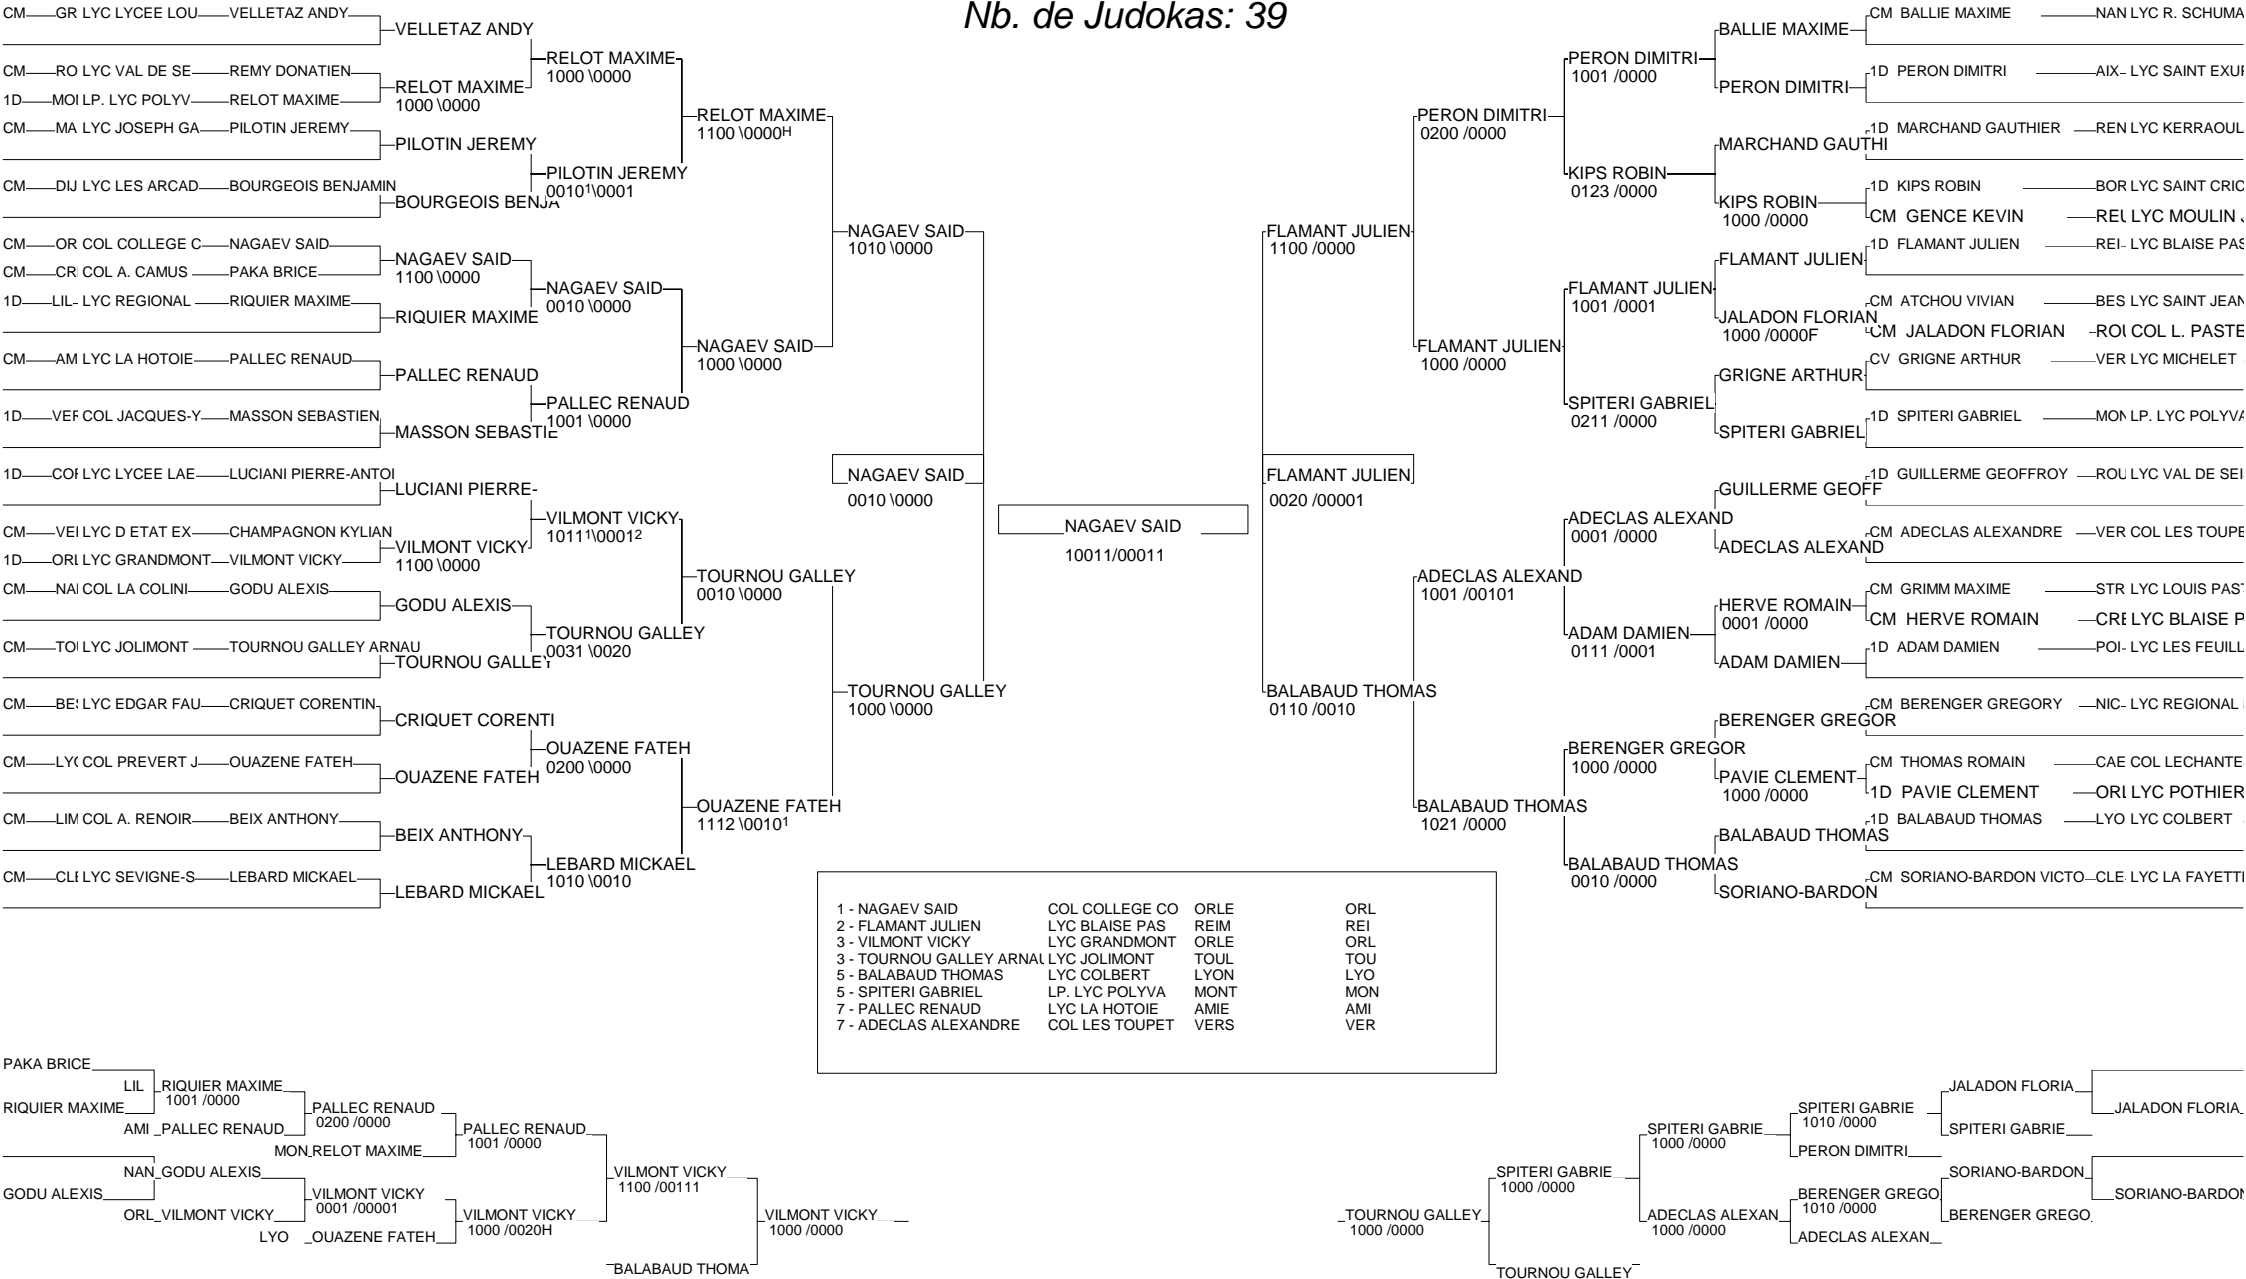 Nb. de Judokas: 39
CM GR LYC LYCEE LOU VELLETAZ ANDY
CM RO LYC VAL DE SE REMY DONATIEN
1D MOI LP. LYC POLYV RELOT MAXIME
CM MA LYC JOSEPH GA PILOTIN JEREMY
CM DIJ LYC LES ARCAD BOURGEOIS BENJAMIN
CM OR COL COLLEGE C NAGAEV SAID
CM CR COL A. CAMUS PAKA BRICE
1D LIL- LYC REGIONAL RIQUIER MAXIME
CM AM LYC LA HOTOIE PALLEC RENAUD
1D VER COL JACQUES-Y MASSON SEBASTIEN
1D COR LYC LYCEE LAE LUCIANI PIERRE-ANTOI
CM VEI LYC D ETAT EX CHAMPAGNON KYLIAN
1D ORL LYC GRANDMONT VILMONT VICKY
CM NAI COL LA COLINI GODU ALEXIS
CM TOI LYC JOLIMONT TOURNOU GALLEY ARNAU
CM BE LYC EDGAR FAU CRIQUET CORENTIN
CM LY COL PREVERT J OUAZENE FATEH
CM LIM COL A. RENOIR BEIX ANTHONY
CM CLE LYC SEVIGNE-S LEBARD MICKAEL
VELLETAZ ANDY
RELOT MAXIME
1000 \0000
PILOTIN JEREMY
BOURGEOIS BENJA
NAGAEV SAID
1100 \0000
RIQUIER MAXIME
PALLEC RENAUD
MASSON SEBASTIE
LUCIANI PIERRE-
VILMONT VICKY
1100 \0000
GODU ALEXIS
TOURNOU GALLEY
CRIQUET CORENTI
OUAZENE FATEH
BEIX ANTHONY
LEBARD MICKAEL
RELOT MAXIME
1000 \0000
PILOTIN JEREMY
0010¹\0001
NAGAEV SAID
0010 \0000
PALLEC RENAUD
1001 \0000
VILMONT VICKY
1011¹\0001²
TOURNOU GALLEY
0031 \0020
OUAZENE FATEH
0200 \0000
LEBARD MICKAEL
1010 \0010
RELOT MAXIME
1100 \0000ᴴ
NAGAEV SAID
1000 \0000
TOURNOU GALLEY
0010 \0000
OUAZENE FATEH
1112 \0010¹
NAGAEV SAID
1010 \0000
TOURNOU GALLEY
1000 \0000
NAGAEV SAID
0010 \0000
NAGAEV SAID
10011/00011
FLAMANT JULIEN
0020 /00001
FLAMANT JULIEN
1100 /0000
BALABAUD THOMAS
0110 /0010
PERON DIMITRI
0200 /0000
FLAMANT JULIEN
1000 /0000
ADECLAS ALEXAND
1001 /00101
BALABAUD THOMAS
1021 /0000
PERON DIMITRI
1001 /0000
KIPS ROBIN
0123 /0000
FLAMANT JULIEN
1001 /0001
SPITERI GABRIEL
0211 /0000
ADECLAS ALEXAND
0001 /0000
ADAM DAMIEN
0111 /0001
BERENGER GREGOR
1000 /0000
BALABAUD THOMAS
0010 /0000
BALLIE MAXIME
PERON DIMITRI
MARCHAND GAUTHI
KIPS ROBIN
1000 /0000
FLAMANT JULIEN
JALADON FLORIAN
1000 /0000F
GRIGNE ARTHUR
SPITERI GABRIEL
GUILLERME GEOFF
ADECLAS ALEXAND
HERVE ROMAIN
0001 /0000
ADAM DAMIEN
BERENGER GREGOR
PAVIE CLEMENT
1000 /0000
BALABAUD THOMAS
SORIANO-BARDON
CM BALLIE MAXIME NAN LYC R. SCHUMA
1D PERON DIMITRI AIX- LYC SAINT EXUP
1D MARCHAND GAUTHIER REN LYC KERRAOUL
1D KIPS ROBIN BOR LYC SAINT CRIC
CM GENCE KEVIN REU LYC MOULIN J
1D FLAMANT JULIEN REI- LYC BLAISE PAS
CM ATCHOU VIVIAN BES LYC SAINT JEAN
CM JALADON FLORIAN ROU COL L. PASTE
CV GRIGNE ARTHUR VER LYC MICHELET
1D SPITERI GABRIEL MON LP. LYC POLYVA
1D GUILLERME GEOFFROY ROU LYC VAL DE SEI
CM ADECLAS ALEXANDRE VER COL LES TOUPE
CM GRIMM MAXIME STR LYC LOUIS PAST
CM HERVE ROMAIN CRE LYC BLAISE P
1D ADAM DAMIEN POI- LYC LES FEUILL
CM BERENGER GREGORY NIC- LYC REGIONAL
CM THOMAS ROMAIN CAE COL LECHANTE
1D PAVIE CLEMENT ORL LYC POTHIER
1D BALABAUD THOMAS LYO LYC COLBERT
CM SORIANO-BARDON VICTO CLE LYC LA FAYETTE
1 - NAGAEV SAID COL COLLEGE CO ORLE ORL
2 - FLAMANT JULIEN LYC BLAISE PAS REIM REI
3 - VILMONT VICKY LYC GRANDMONT ORLE ORL
3 - TOURNOU GALLEY ARNAU LYC JOLIMONT TOUL TOU
5 - BALABAUD THOMAS LYC COLBERT LYON LYO
5 - SPITERI GABRIEL LP. LYC POLYVA MONT MON
7 - PALLEC RENAUD LYC LA HOTOIE AMIE AMI
7 - ADECLAS ALEXANDRE COL LES TOUPET VERS VER
PAKA BRICE
RIQUIER MAXIME
GODU ALEXIS
LIL RIQUIER MAXIME
1001 /0000
AMI PALLEC RENAUD
NAN GODU ALEXIS
ORL VILMONT VICKY
PALLEC RENAUD
0200 /0000
MON RELOT MAXIME
VILMONT VICKY
0001 /00001
LYO OUAZENE FATEH
PALLEC RENAUD
1001 /0000
VILMONT VICKY
1000 /0020H
VILMONT VICKY
1100 /00111
BALABAUD THOMA
VILMONT VICKY
1000 /0000
TOURNOU GALLEY
1000 /0000
SPITERI GABRIE
1000 /0000
TOURNOU GALLEY
SPITERI GABRIE
1000 /0000
ADECLAS ALEXAN
1000 /0000
SPITERI GABRIE
1010 /0000
PERON DIMITRI
BERENGER GREGO
1010 /0000
ADECLAS ALEXAN
JALADON FLORIA
SPITERI GABRIE
SORIANO-BARDON
BERENGER GREGO
JALADON FLORIA
SORIANO-BARDON